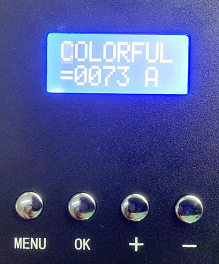 COLORFUL
=0073 A
MENU OK + −